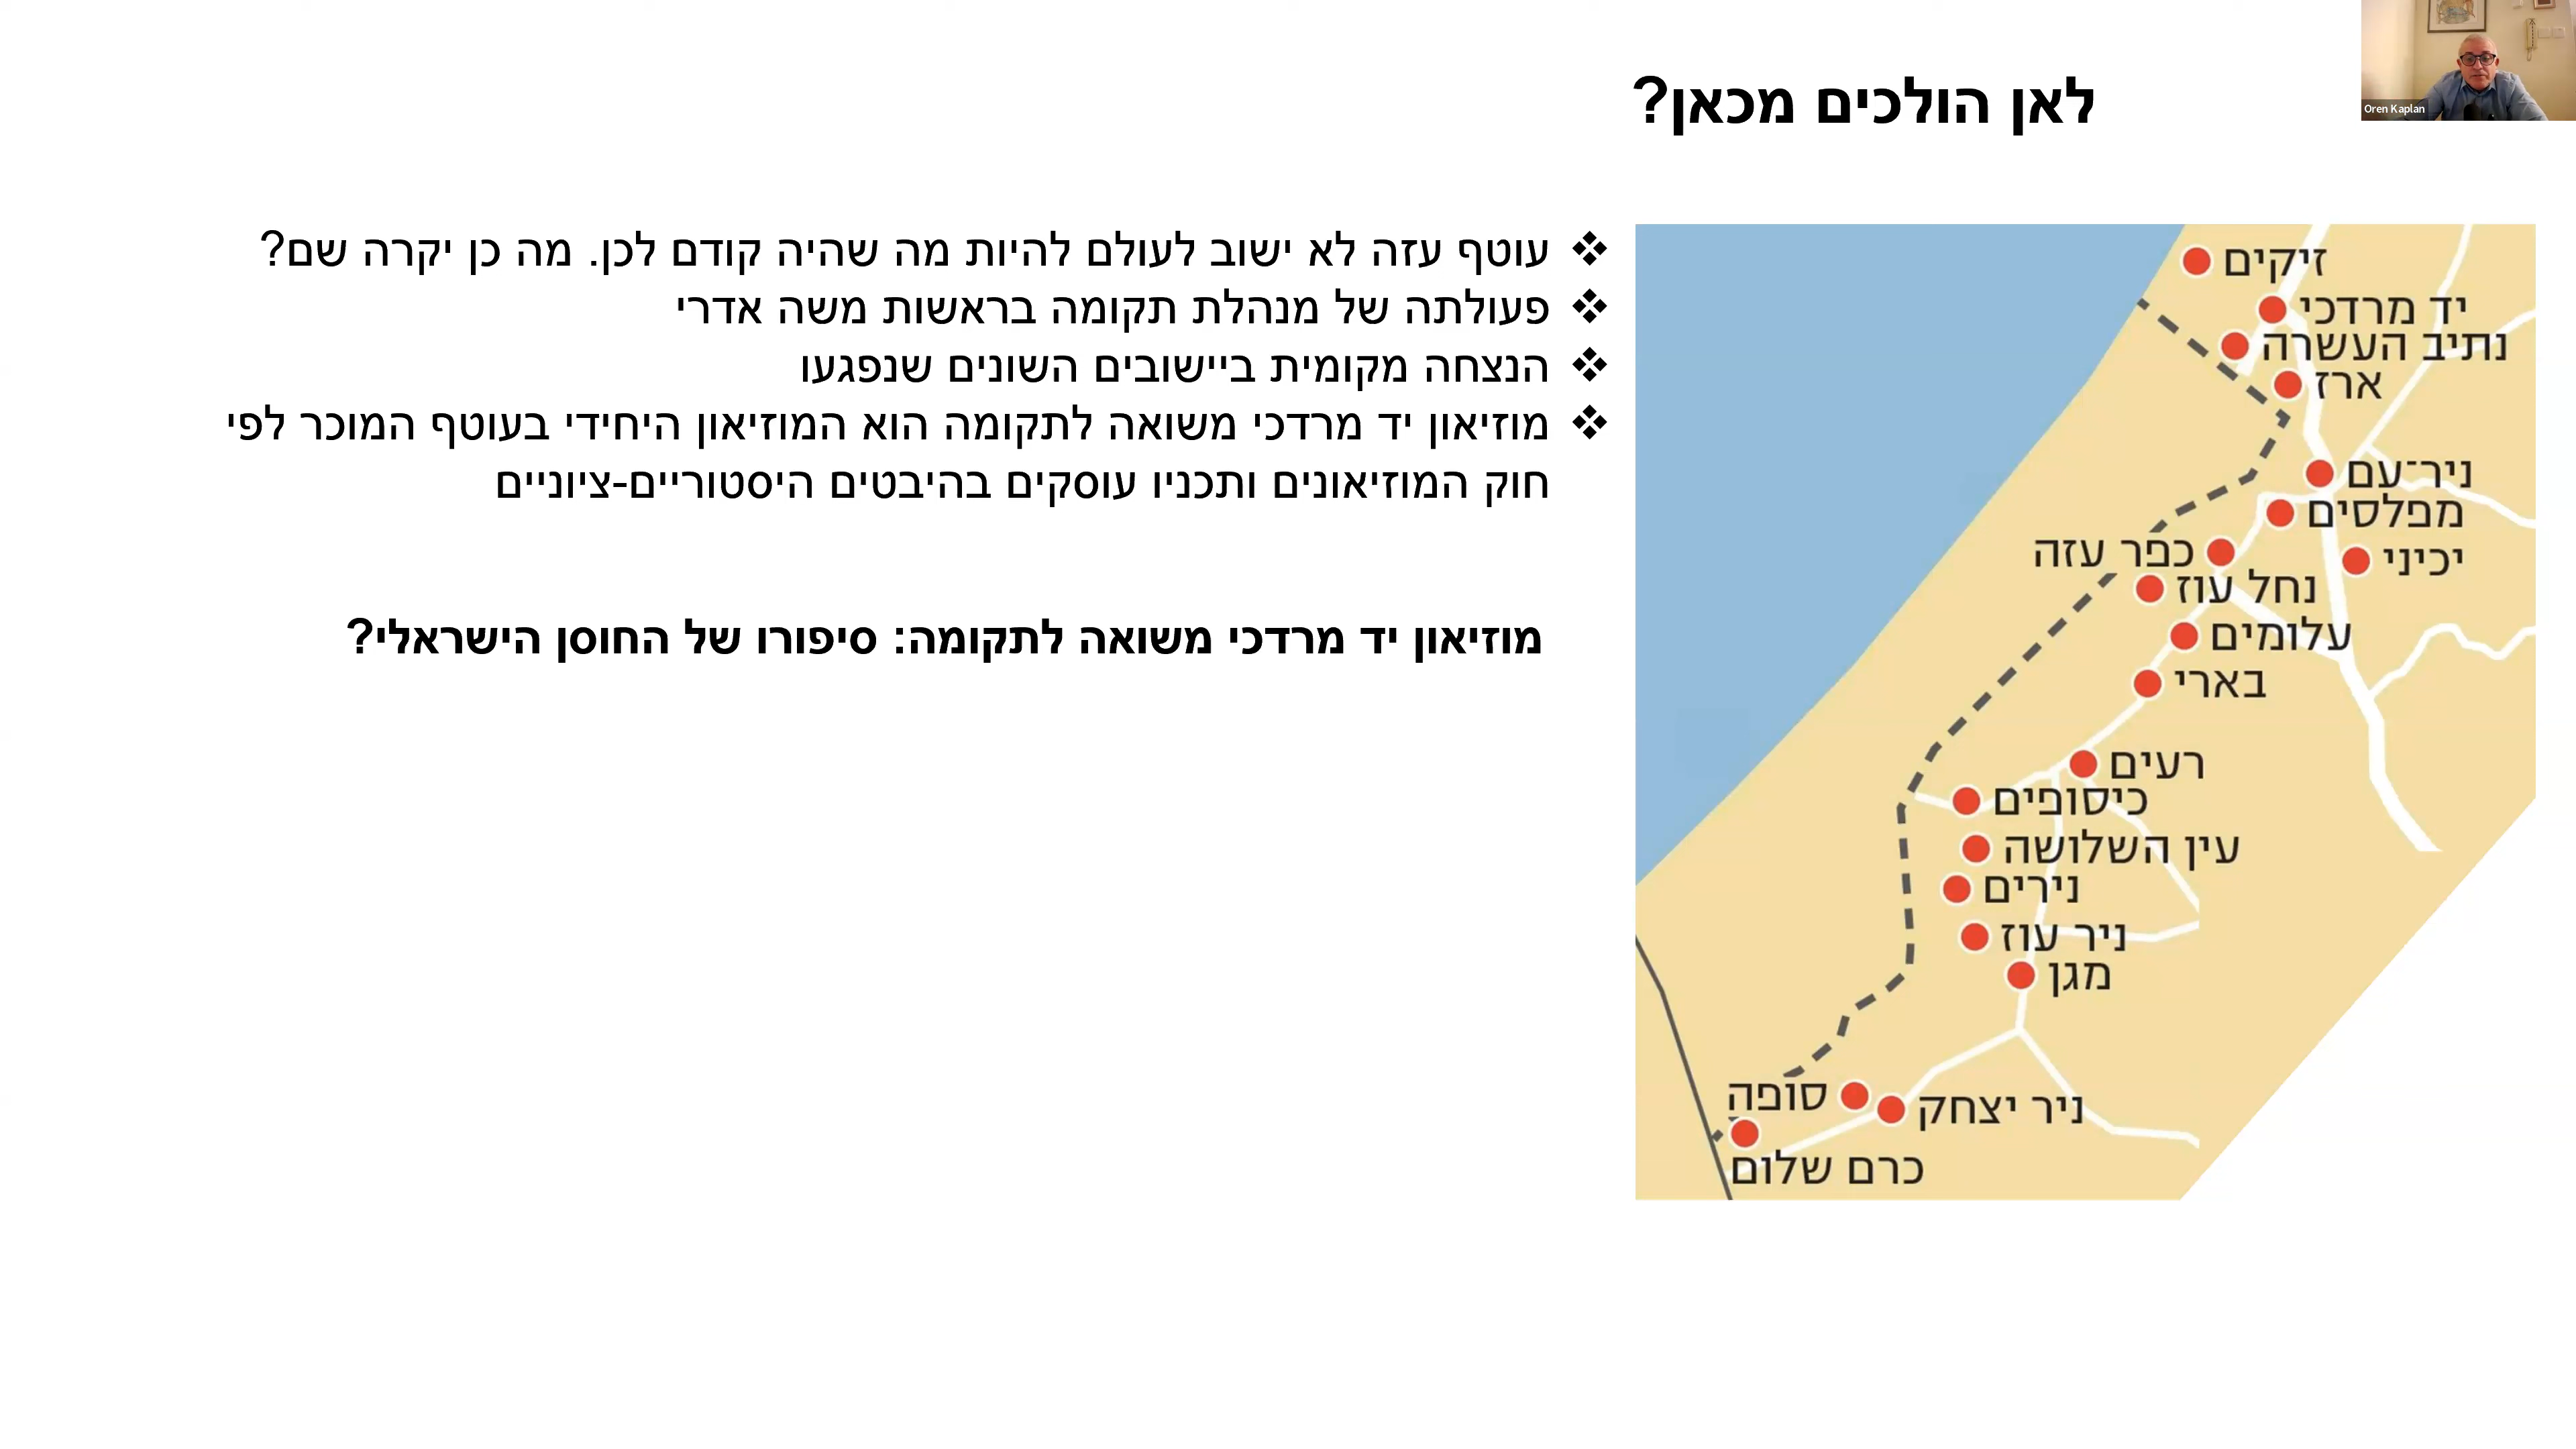 לאן הולכים מכאן?
Oren Kaplan
❖ עוטף עזה לא ישוב לעולם להיות מה שהיה קודם לכן. מה כן יקרה שם?
❖ פעולתה של מנהלת תקומה בראשות משה אדרי
❖ הנצחה מקומית ביישובים השונים שנפגעו
❖ מוזיאון יד מרדכי משואה לתקומה הוא המוזיאון היחידי בעוטף המוכר לפי
חוק המוזיאונים ותכניו עוסקים בהיבטים היסטוריים-ציוניים
מוזיאון יד מרדכי משואה לתקומה: סיפורו של החוסן הישראלי?
זיקים
יד מרדכי
נתיב העשרה
ארז
ניר־עם
מפלסים
כפר עזה
יכיני
נחל עוז
עלומים
בארי
רעים
כיסופים
עין השלושה
נירים
ניר עוז
מגן
סופה
ניר יצחק
כרם שלום